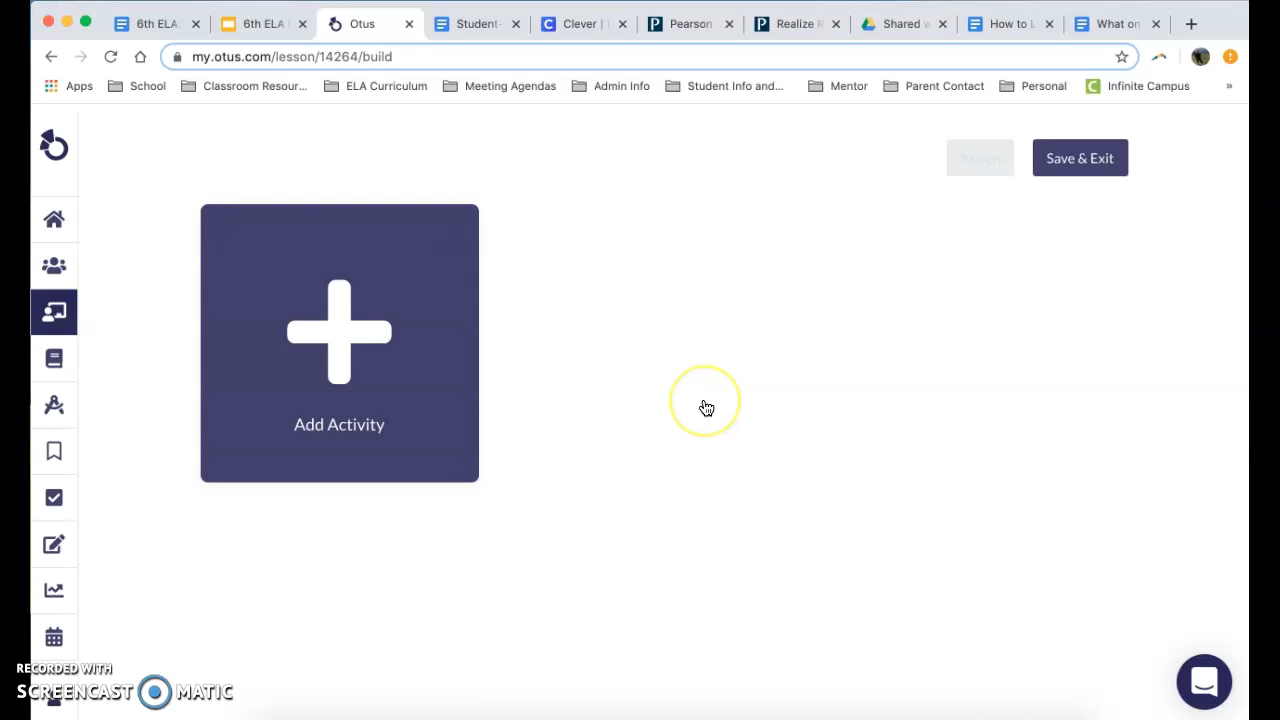 6th ELA
6th ELA
Otus
Student-
Clever |
Pearson
Realize
Shared
How to L
What o
my.otus.com/lesson/14264/build
Apps
School
Classroom Resour...
ELA Curriculum
Meeting Agendas
Admin Info
Student Info and...
Mentor
Parent Contact
Personal
Infinite Campus
»
Assign
Save & Exit
Add Activity
RECORDED WITH
SCREENCAST MATIC